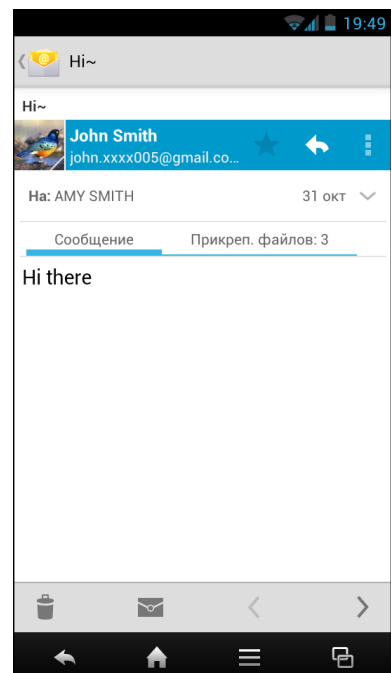 19:49
Hi~
Hi~
John Smith
john.xxxx005@gmail.co...
На: AMY SMITH 31 окт
Сообщение Прикреп. файлов: 3
Hi there